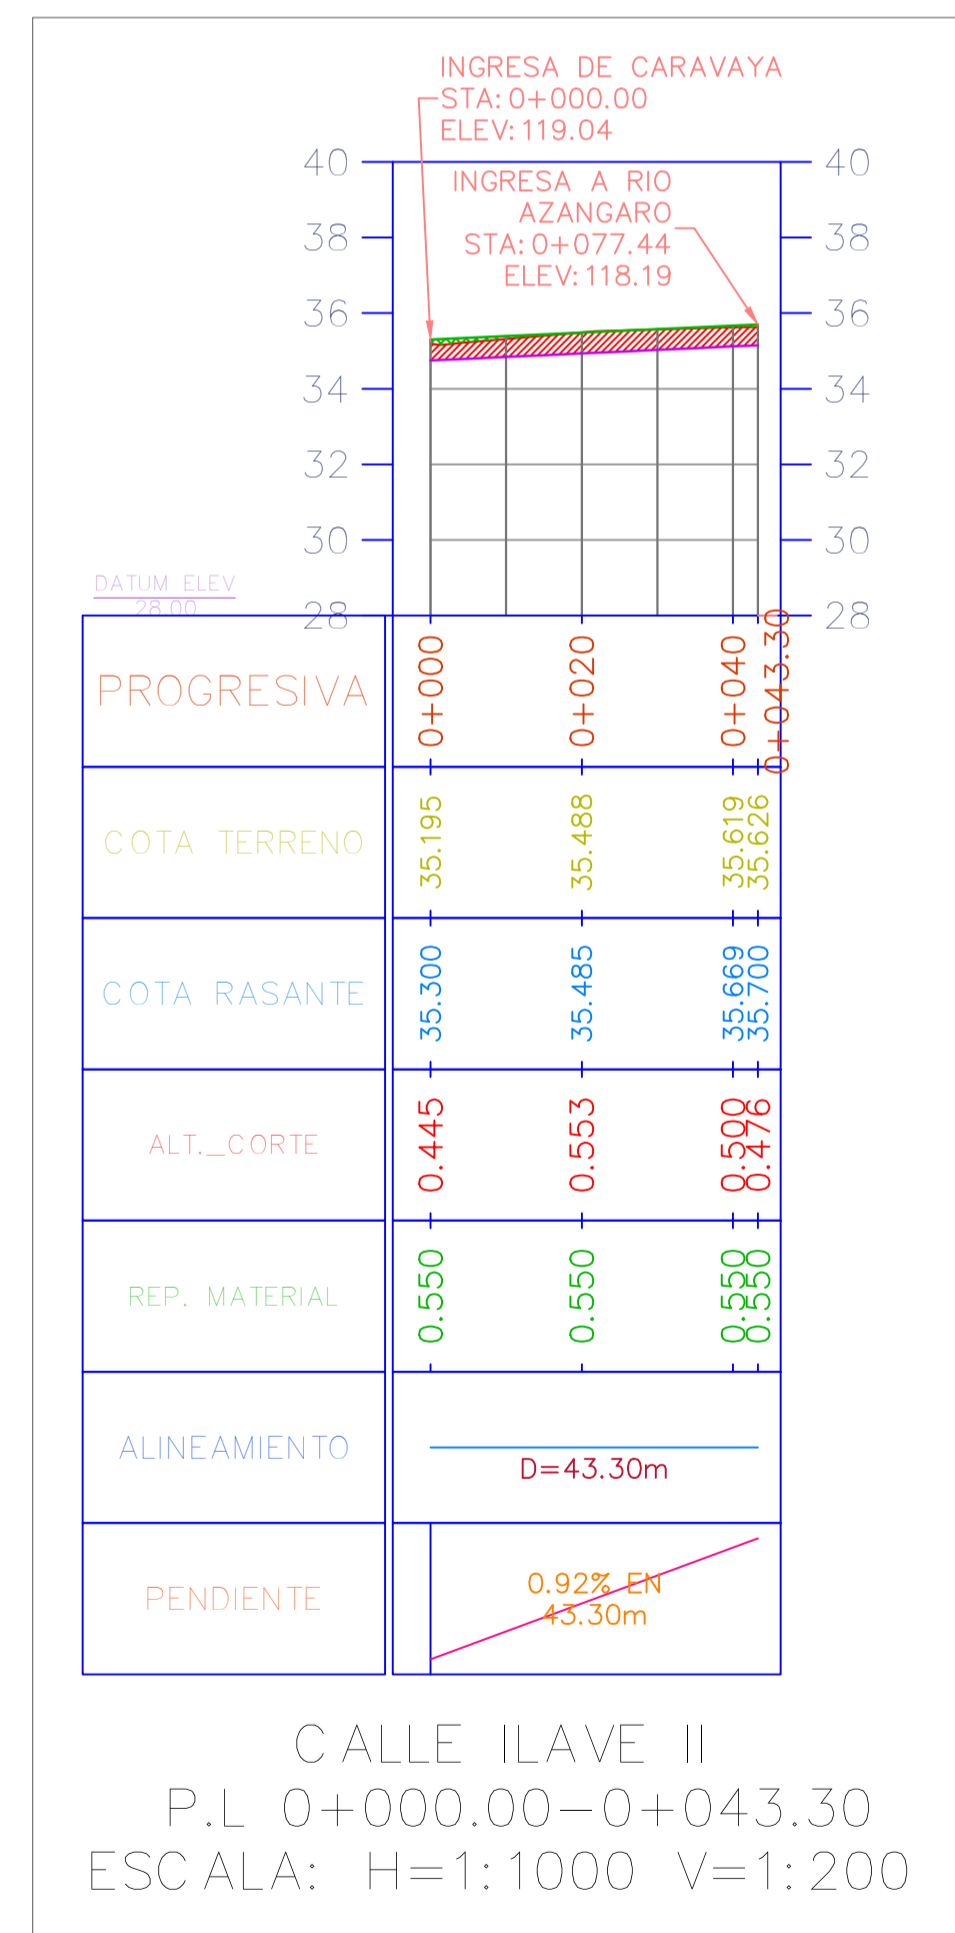 INGRESA DE CARAVAYA
STA: 0+000.00
ELEV: 119.04
INGRESA A RIO
AZANGARO
STA: 0+077.44
ELEV: 118.19
40 40
38 38
36 36
34 34
32 32
30 30
28 28
DATUM ELEV
28.00
PROGRESIVA 0+000 0+020 0+040 0+043.30
COTA TERRENO 35.195 35.488 35.619 35.626
COTA RASANTE 35.300 35.485 35.669 35.700
ALT._CORTE 0.445 0.553 0.500 0.476
REP. MATERIAL 0.550 0.550 0.550 0.550
ALINEAMIENTO
D=43.30m
PENDIENTE
0.92% EN
43.30m
CALLE ILAVE II
P.L 0+000.00-0+043.30
ESCALA: H=1:1000 V=1:200